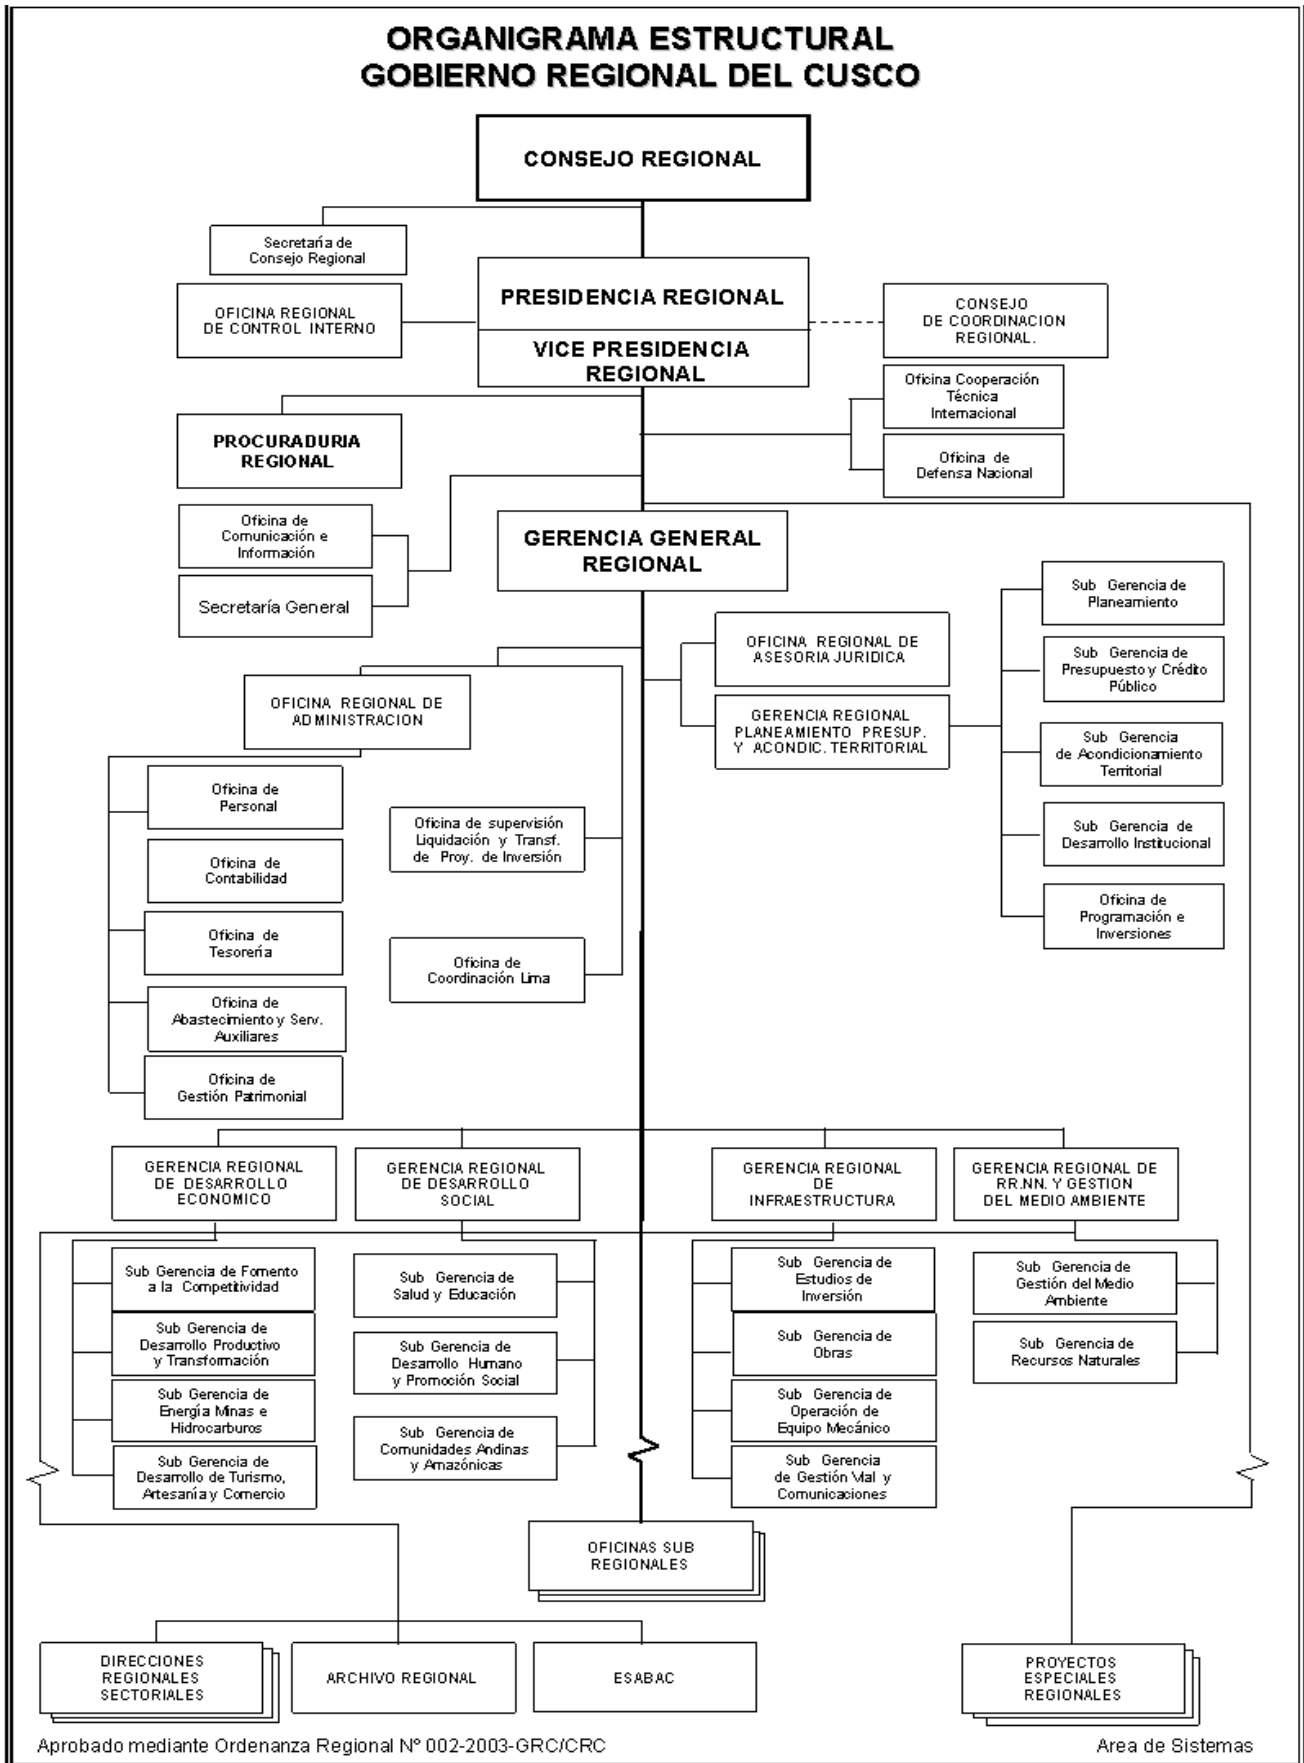 ORGANIGRAMA ESTRUCTURAL
GOBIERNO REGIONAL DEL CUSCO
CONSEJO REGIONAL
Secretaría de
Consejo Regional
PRESIDENCIA REGIONAL
OFICINA REGIONAL
DE CONTROL INTERNO
CONSEJO
DE COORDINACION
REGIONAL.
VICE PRESIDENCIA
REGIONAL
Oficina Cooperación
Técnica
Internacional
PROCURADURIA
REGIONAL
Oficina de
Defensa Nacional
Oficina de
Comunicación e
Información
GERENCIA GENERAL
REGIONAL
Secretaría General
Sub Gerencia de
Planeamiento
OFICINA REGIONAL DE
ASESORIA JURIDICA
Sub Gerencia de
Presupuesto y Crédito
Público
OFICINA REGIONAL DE
ADMINISTRACION
GERENCIA REGIONAL
PLANEAMIENTO PRESUP.
Y ACONDIC. TERRITORIAL
Sub Gerencia
de Acondicionamiento
Territorial
Oficina de
Personal
Oficina de supervisión
Liquidación y Transf.
de Proy. de Inversión
Sub Gerencia de
Desarrollo Institucional
Oficina de
Contabilidad
Oficina de
Programación e
Inversiones
Oficina de
Tesorería
Oficina de
Coordinación Lima
Oficina de
Abastecimiento y Serv.
Auxiliares
Oficina de
Gestión Patrimonial
GERENCIA REGIONAL
DE DESARROLLO
ECONOMICO
GERENCIA REGIONAL
DE DESARROLLO
SOCIAL
GERENCIA REGIONAL
DE
INFRAESTRUCTURA
GERENCIA REGIONAL DE
RR.NN. Y GESTION
DEL MEDIO AMBIENTE
Sub Gerencia de Fomento
a la Competitividad
Sub Gerencia de
Salud y Educación
Sub Gerencia de
Estudios de
Inversión
Sub Gerencia de
Gestión del Medio
Ambiente
Sub Gerencia de
Desarrollo Productivo
y Transformación
Sub Gerencia de
Desarrollo Humano
y Promoción Social
Sub Gerencia de
Obras
Sub Gerencia de
Recursos Naturales
Sub Gerencia de
Energía Minas e
Hidrocarburos
Sub Gerencia de
Comunidades Andinas
y Amazónicas
Sub Gerencia de
Operación de
Equipo Mecánico
Sub Gerencia de
Desarrollo de Turismo,
Artesanía y Comercio
Sub Gerencia
de Gestión Vial y
Comunicaciones
OFICINAS SUB
REGIONALES
DIRECCIONES
REGIONALES
SECTORIALES
ARCHIVO REGIONAL
ESABAC
PROYECTOS
ESPECIALES
REGIONALES
Aprobado mediante Ordenanza Regional Nº 002-2003-GRC/CRC
Area de Sistemas